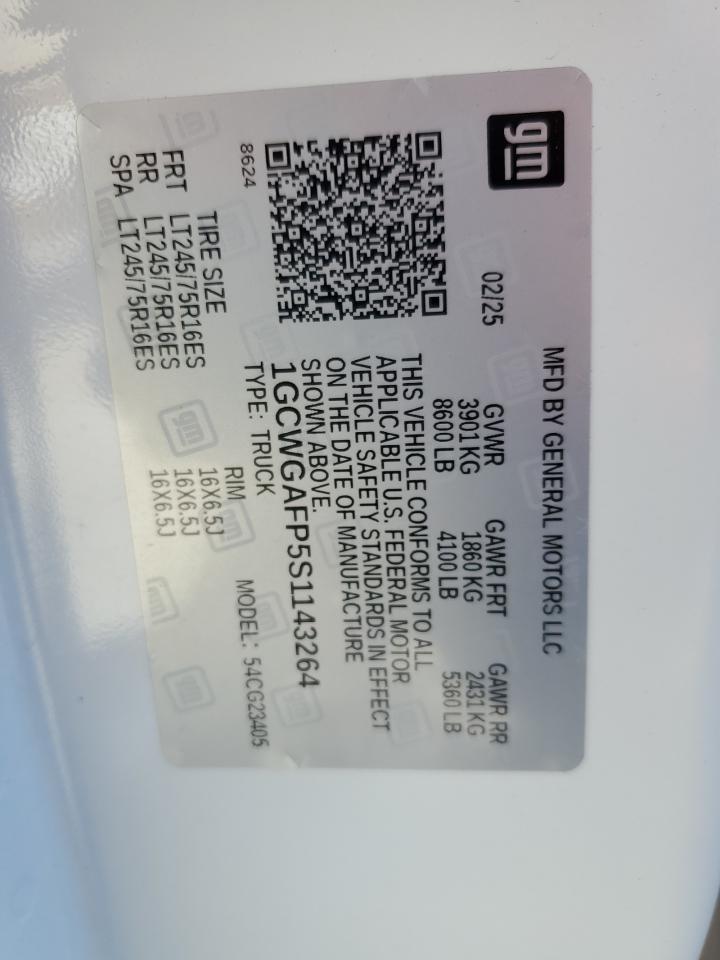 gm
MFD BY GENERAL MOTORS LLC
02/25
GVWR GAWR FRT GAWR RR
3901 KG 1860 KG 2431 KG
8600 LB 4100 LB 5360 LB
THIS VEHICLE CONFORMS TO ALL
APPLICABLE U.S. FEDERAL MOTOR
VEHICLE SAFETY STANDARDS IN EFFECT
ON THE DATE OF MANUFACTURE
SHOWN ABOVE.
1GCWGAFP5S1143264
8624 TYPE: TRUCK MODEL: 54CG23405
TIRE SIZE RIM
FRT LT245/75R16ES 16X6.5J
RR LT245/75R16ES 16X6.5J
SPA LT245/75R16ES 16X6.5J